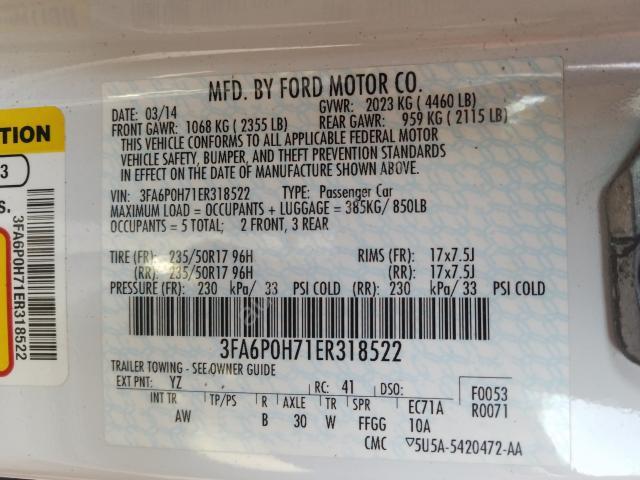 MFD. BY FORD MOTOR CO.
DATE: 03/14 GVWR: 2023 KG ( 4460 LB)
FRONT GAWR: 1068 KG ( 2355 LB) REAR GAWR: 959 KG ( 2115 LB)
THIS VEHICLE CONFORMS TO ALL APPLICABLE FEDERAL MOTOR
VEHICLE SAFETY, BUMPER, AND THEFT PREVENTION STANDARDS
IN EFFECT ON THE DATE OF MANUFACTURE SHOWN ABOVE.
VIN: 3FA6P0H71ER318522 TYPE: Passenger Car
MAXIMUM LOAD = OCCUPANTS + LUGGAGE = 385KG/ 850LB
OCCUPANTS = 5 TOTAL; 2 FRONT, 3 REAR
TIRE (FR): 235/50R17 96H RIMS (FR): 17x7.5J
(RR): 235/50R17 96H (RR): 17x7.5J
PRESSURE (FR): 230 kPa/ 33 PSI COLD (RR): 230 kPa/ 33 PSI COLD
3FA6P0H71ER318522
TRAILER TOWING - SEE OWNER GUIDE
EXT PNT: YZ RC: 41 DSO: F0053
INT TR TP/PS R AXLE TR SPR EC71A R0071
AW B 30 W FFGG 10A
CMC ▽5U5A-5420472-AA
TION
3
S.
3FA6P0H71ER318522